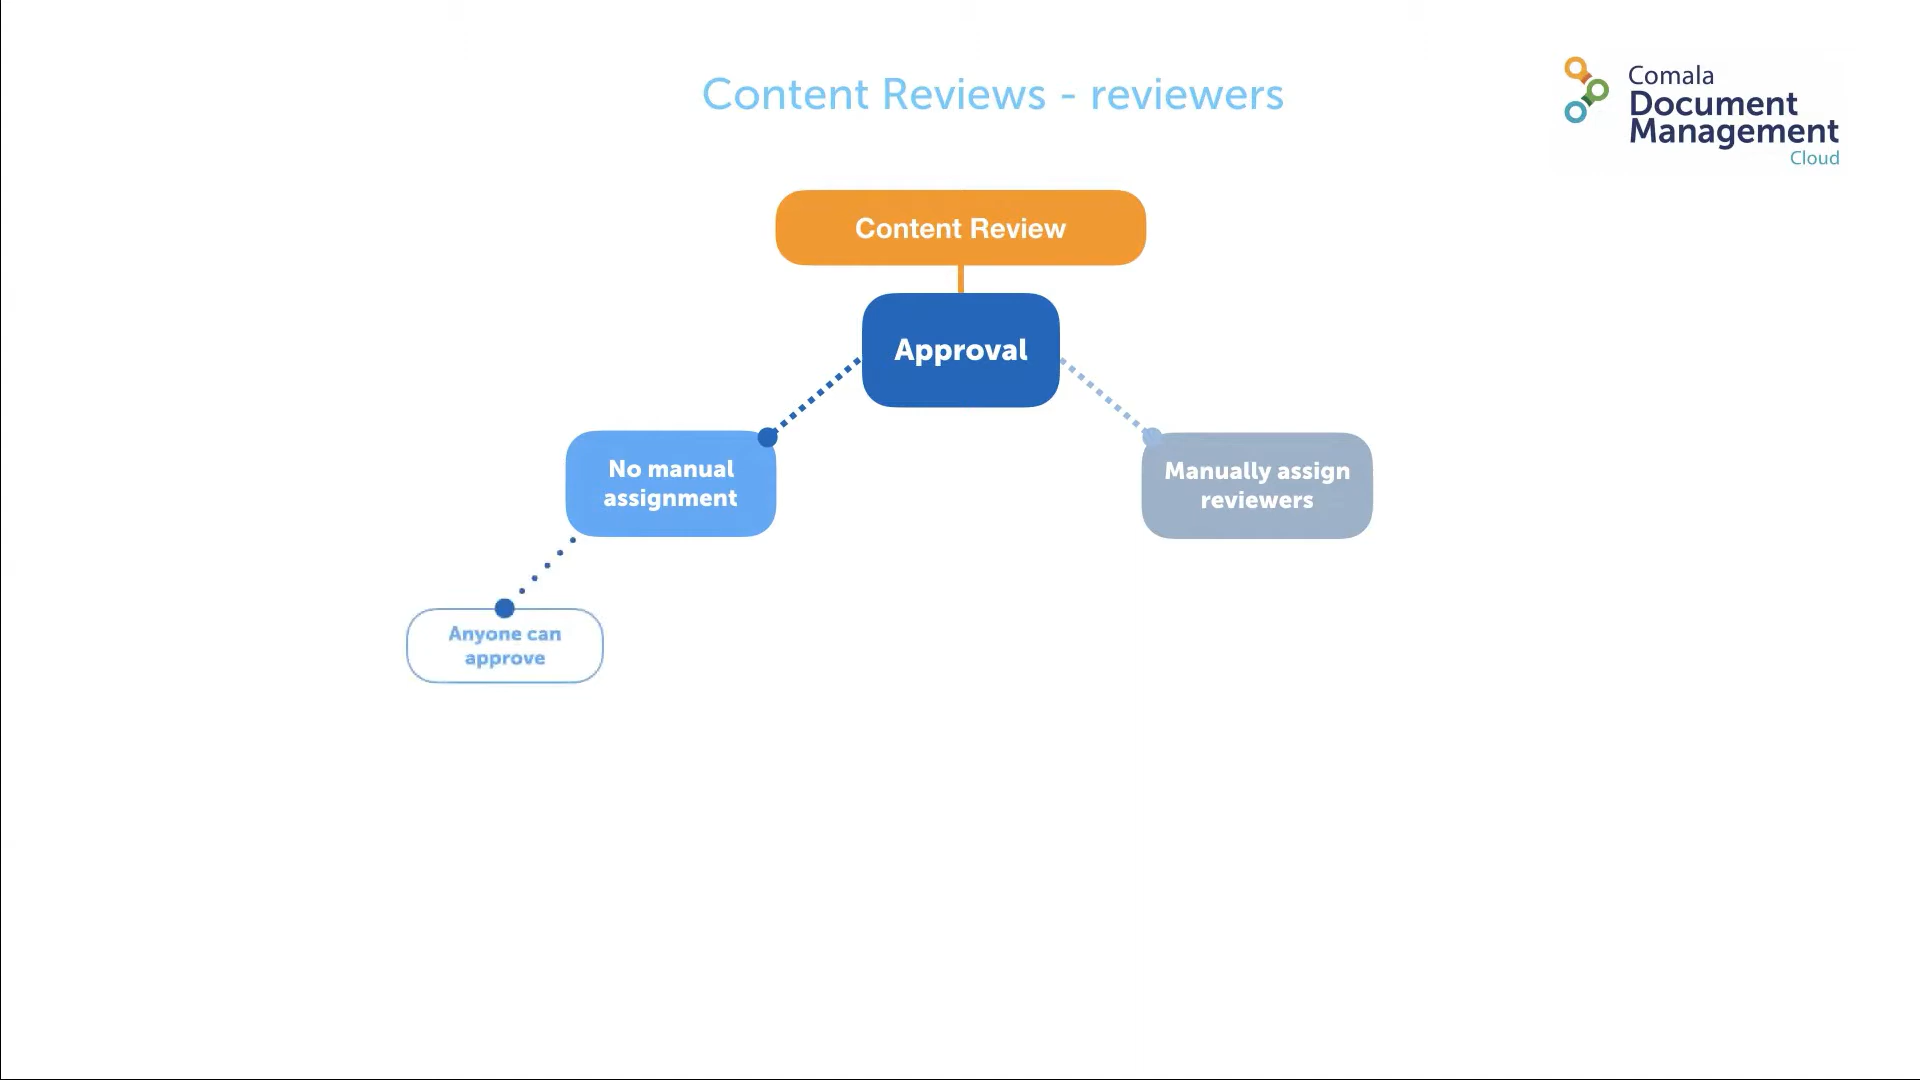 Content Reviews - reviewers
Comala
Document
Management
Cloud
Content Review
Approval
No manual
assignment
Manually assign
reviewers
Anyone can
approve